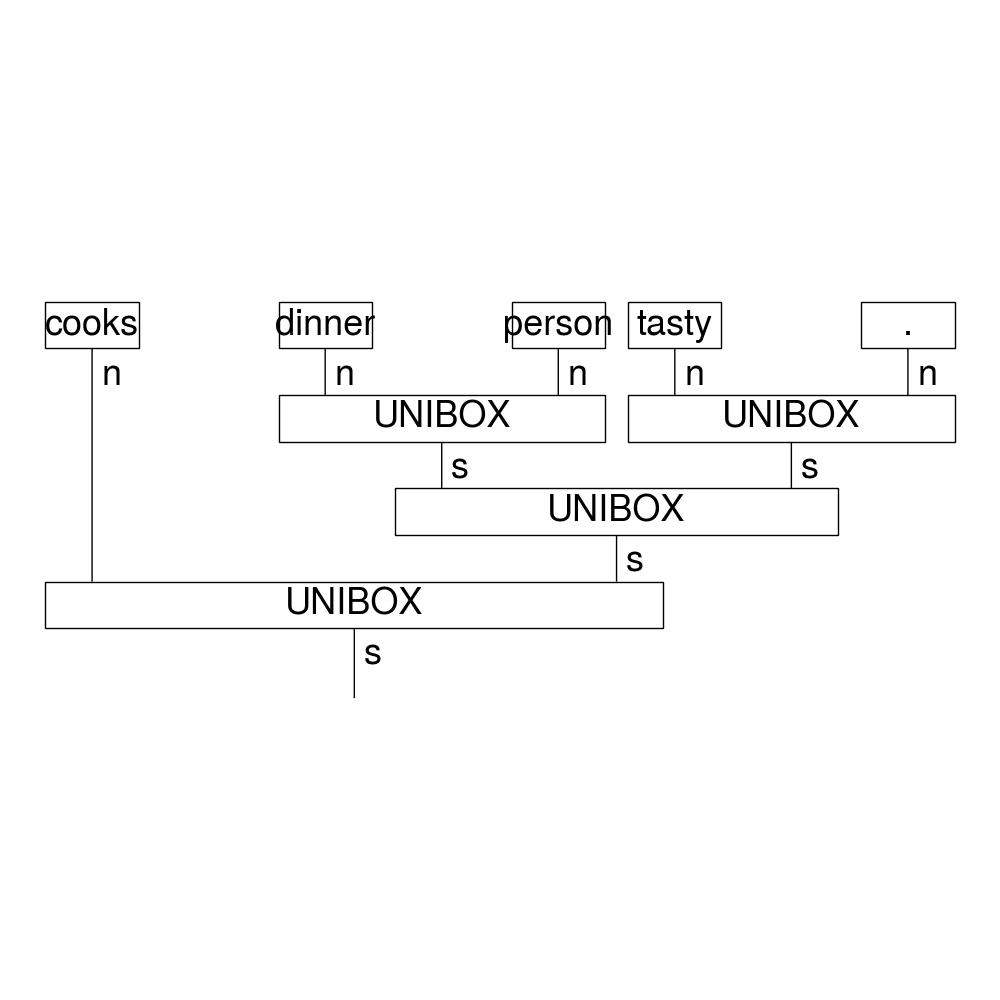 cooks dinner person tasty .
n n n n n
UNIBOX UNIBOX
s s
UNIBOX
s
UNIBOX
s